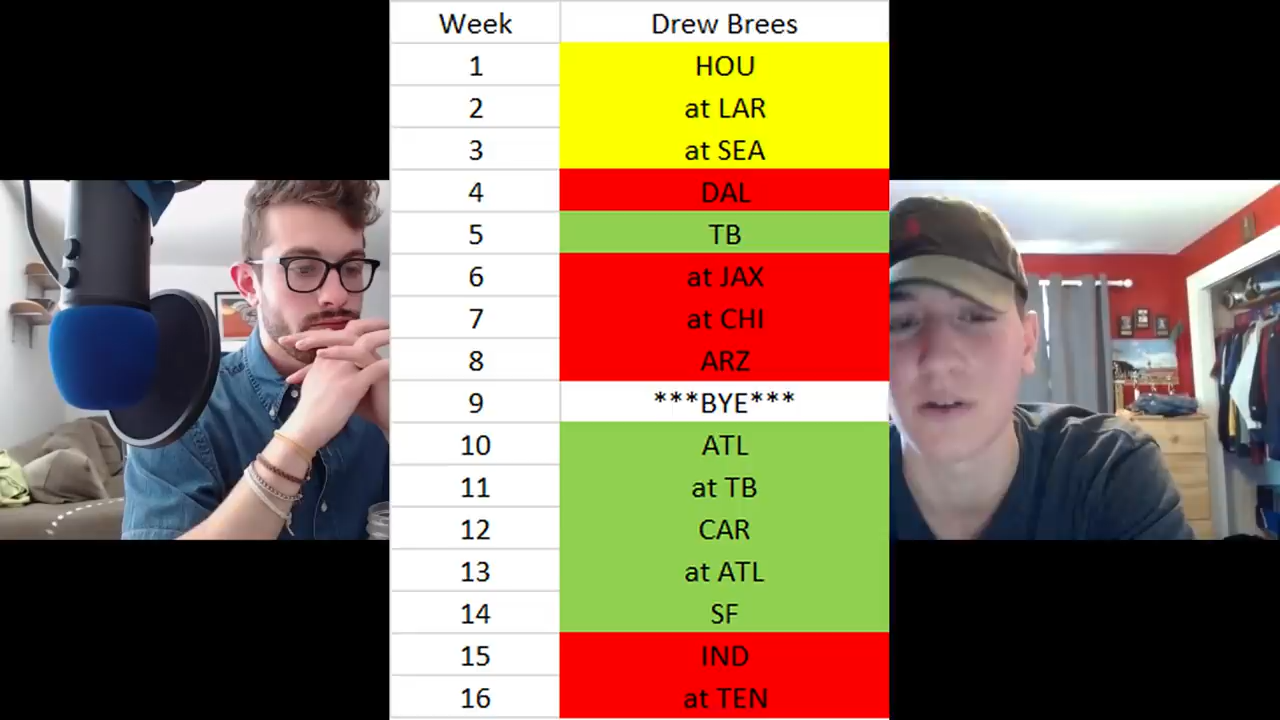 Week Drew Brees
1 HOU
2 at LAR
3 at SEA
4 DAL
5 TB
6 at JAX
7 at CHI
8 ARZ
9 ***BYE***
10 ATL
11 at TB
12 CAR
13 at ATL
14 SF
15 IND
16 at TEN